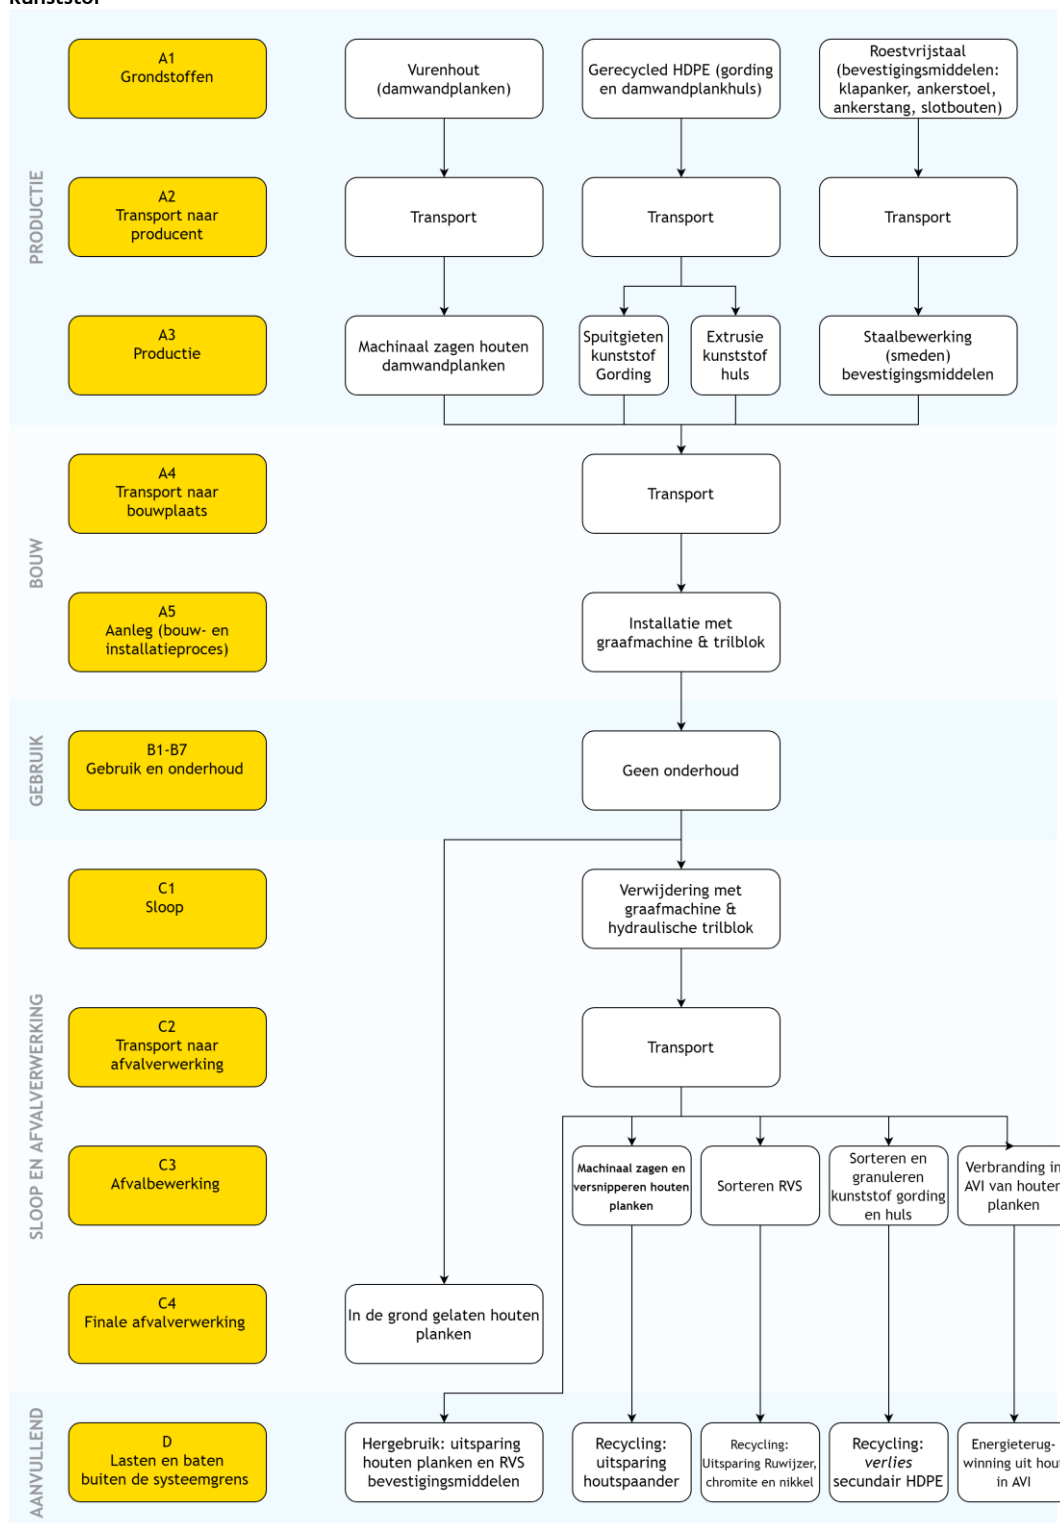 Kunststof
A1
Grondstoffen
Vurenhout
(damwandplanken)
Gerecycled HDPE (gording
en damwandplankhuls)
Roestvrijstaal
(bevestigingsmiddelen:
klapanker, ankerstoel,
ankerstang, slotbouten)
PRODUCTIE
A2
Transport naar
producent
Transport
Transport
Transport
A3
Productie
Machinaal zagen houten
damwandplanken
Spuitgieten
kunststof
Gording
Extrusie
kunststof
huls
Staalbewerking
(smeden)
bevestigingsmiddelen
BOUW
A4
Transport naar
bouwplaats
Transport
A5
Aanleg (bouw- en
installatieproces)
Installatie met
graafmachine & trilblok
GEBRUIK
B1-B7
Gebruik en onderhoud
Geen onderhoud
SLOOP EN AFVALVERWERKING
C1
Sloop
Verwijdering met
graafmachine &
hydraulische trilblok
C2
Transport naar
afvalverwerking
Transport
C3
Afvalbewerking
Machinaal zagen en
versnipperen houten
planken
Sorteren RVS
Sorteren en
granuleren
kunststof gording
en huls
Verbranding in
AVI van houten
planken
C4
Finale afvalverwerking
In de grond gelaten houten
planken
AANVULLEND
D
Lasten en baten
buiten de systeemgrens
Hergebruik: uitsparing
houten planken en RVS
bevestigingsmiddelen
Recycling:
uitsparing
houtspaander
Recycling:
Uitsparing Ruwijzer,
chromite en nikkel
Recycling:
verlies
secundair HDPE
Energieterug-
winning uit hout
in AVI